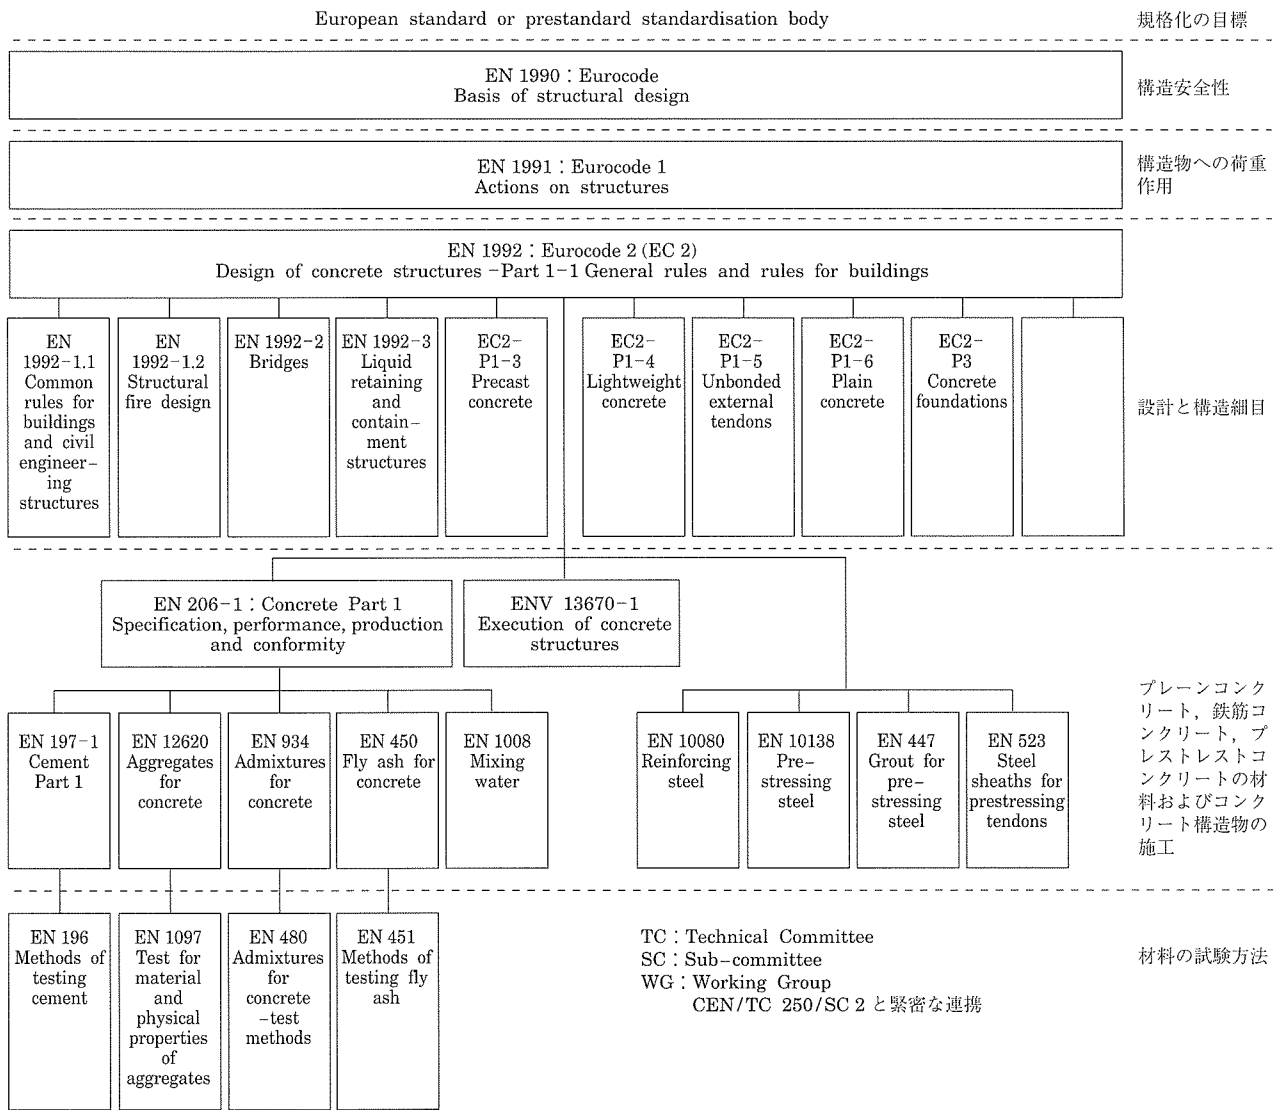 European standard or prestandard standardisation body
規格化の目標
EN 1990：Eurocode
Basis of structural design
構造安全性
EN 1991：Eurocode 1
Actions on structures
構造物への荷重
作用
EN 1992：Eurocode 2 (EC 2)
Design of concrete structures −Part 1−1 General rules and rules for buildings
EN
1992−1.1
Common
rules for
buildings
and civil
engineer−
ing
structures
EN
1992−1.2
Structural
fire design
EN 1992−2
Bridges
EN 1992−3
Liquid
retaining
and
contain−
ment
structures
EC2−
P1−3
Precast
concrete
EC2−
P1−4
Lightweight
concrete
EC2−
P1−5
Unbonded
external
tendons
EC2−
P1−6
Plain
concrete
EC2−
P3
Concrete
foundations
設計と構造細目
EN 206−1：Concrete Part 1
Specification, performance, production
and conformity
ENV 13670−1
Execution of concrete
structures
EN 197−1
Cement
Part 1
EN 12620
Aggregates
for
concrete
EN 934
Admixtures
for
concrete
EN 450
Fly ash for
concrete
EN 1008
Mixing
water
EN 10080
Reinforcing
steel
EN 10138
Pre−
stressing
steel
EN 447
Grout for
pre−
stressing
steel
EN 523
Steel
sheaths for
prestressing
tendons
プレーンコンク
リート，鉄筋コ
ンクリート，プ
レストレストコ
ンクリートの材
料およびコンク
リート構造物の
施工
EN 196
Methods of
testing
cement
EN 1097
Test for
material
and
physical
properties
of
aggregates
EN 480
Admixtures
for
concrete
−test
methods
EN 451
Methods of
testing fly
ash
TC：Technical Committee
SC：Sub−committee
WG：Working Group
CEN/TC 250/SC 2 と緊密な連携
材料の試験方法